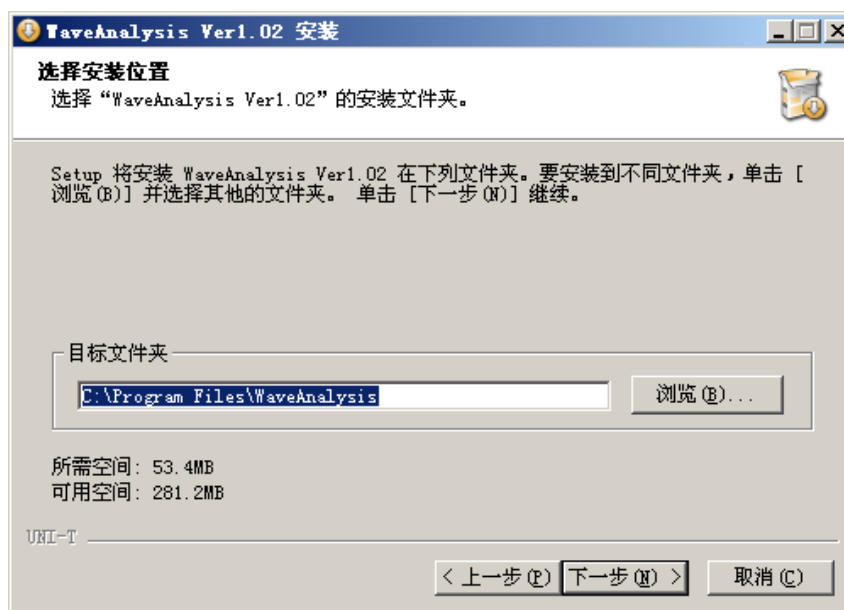 WaveAnalysis Ver1.02 安装
选择安装位置
选择“WaveAnalysis Ver1.02”的安装文件夹。
Setup 将安装 WaveAnalysis Ver1.02 在下列文件夹。要安装到不同文件夹，单击 [
浏览(B)] 并选择其他的文件夹。 单击 [下一步(N)] 继续。
目标文件夹
C:\Program Files\WaveAnalysis
浏览(B)...
所需空间: 53.4MB
可用空间: 281.2MB
UNI-T
< 上一步(P)
下一步(N) >
取消(C)